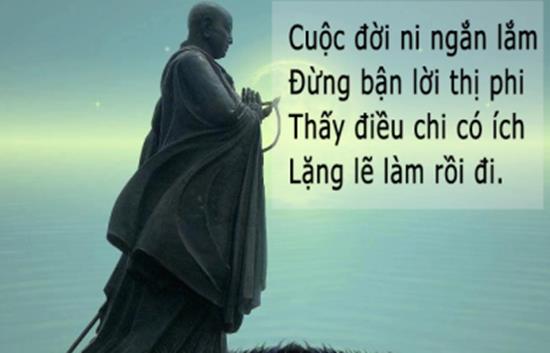 Cuộc đời ni ngắn lắm
Đừng bận lời thị phi
Thấy điều chi có ích
Lặng lẽ làm rồi đi.